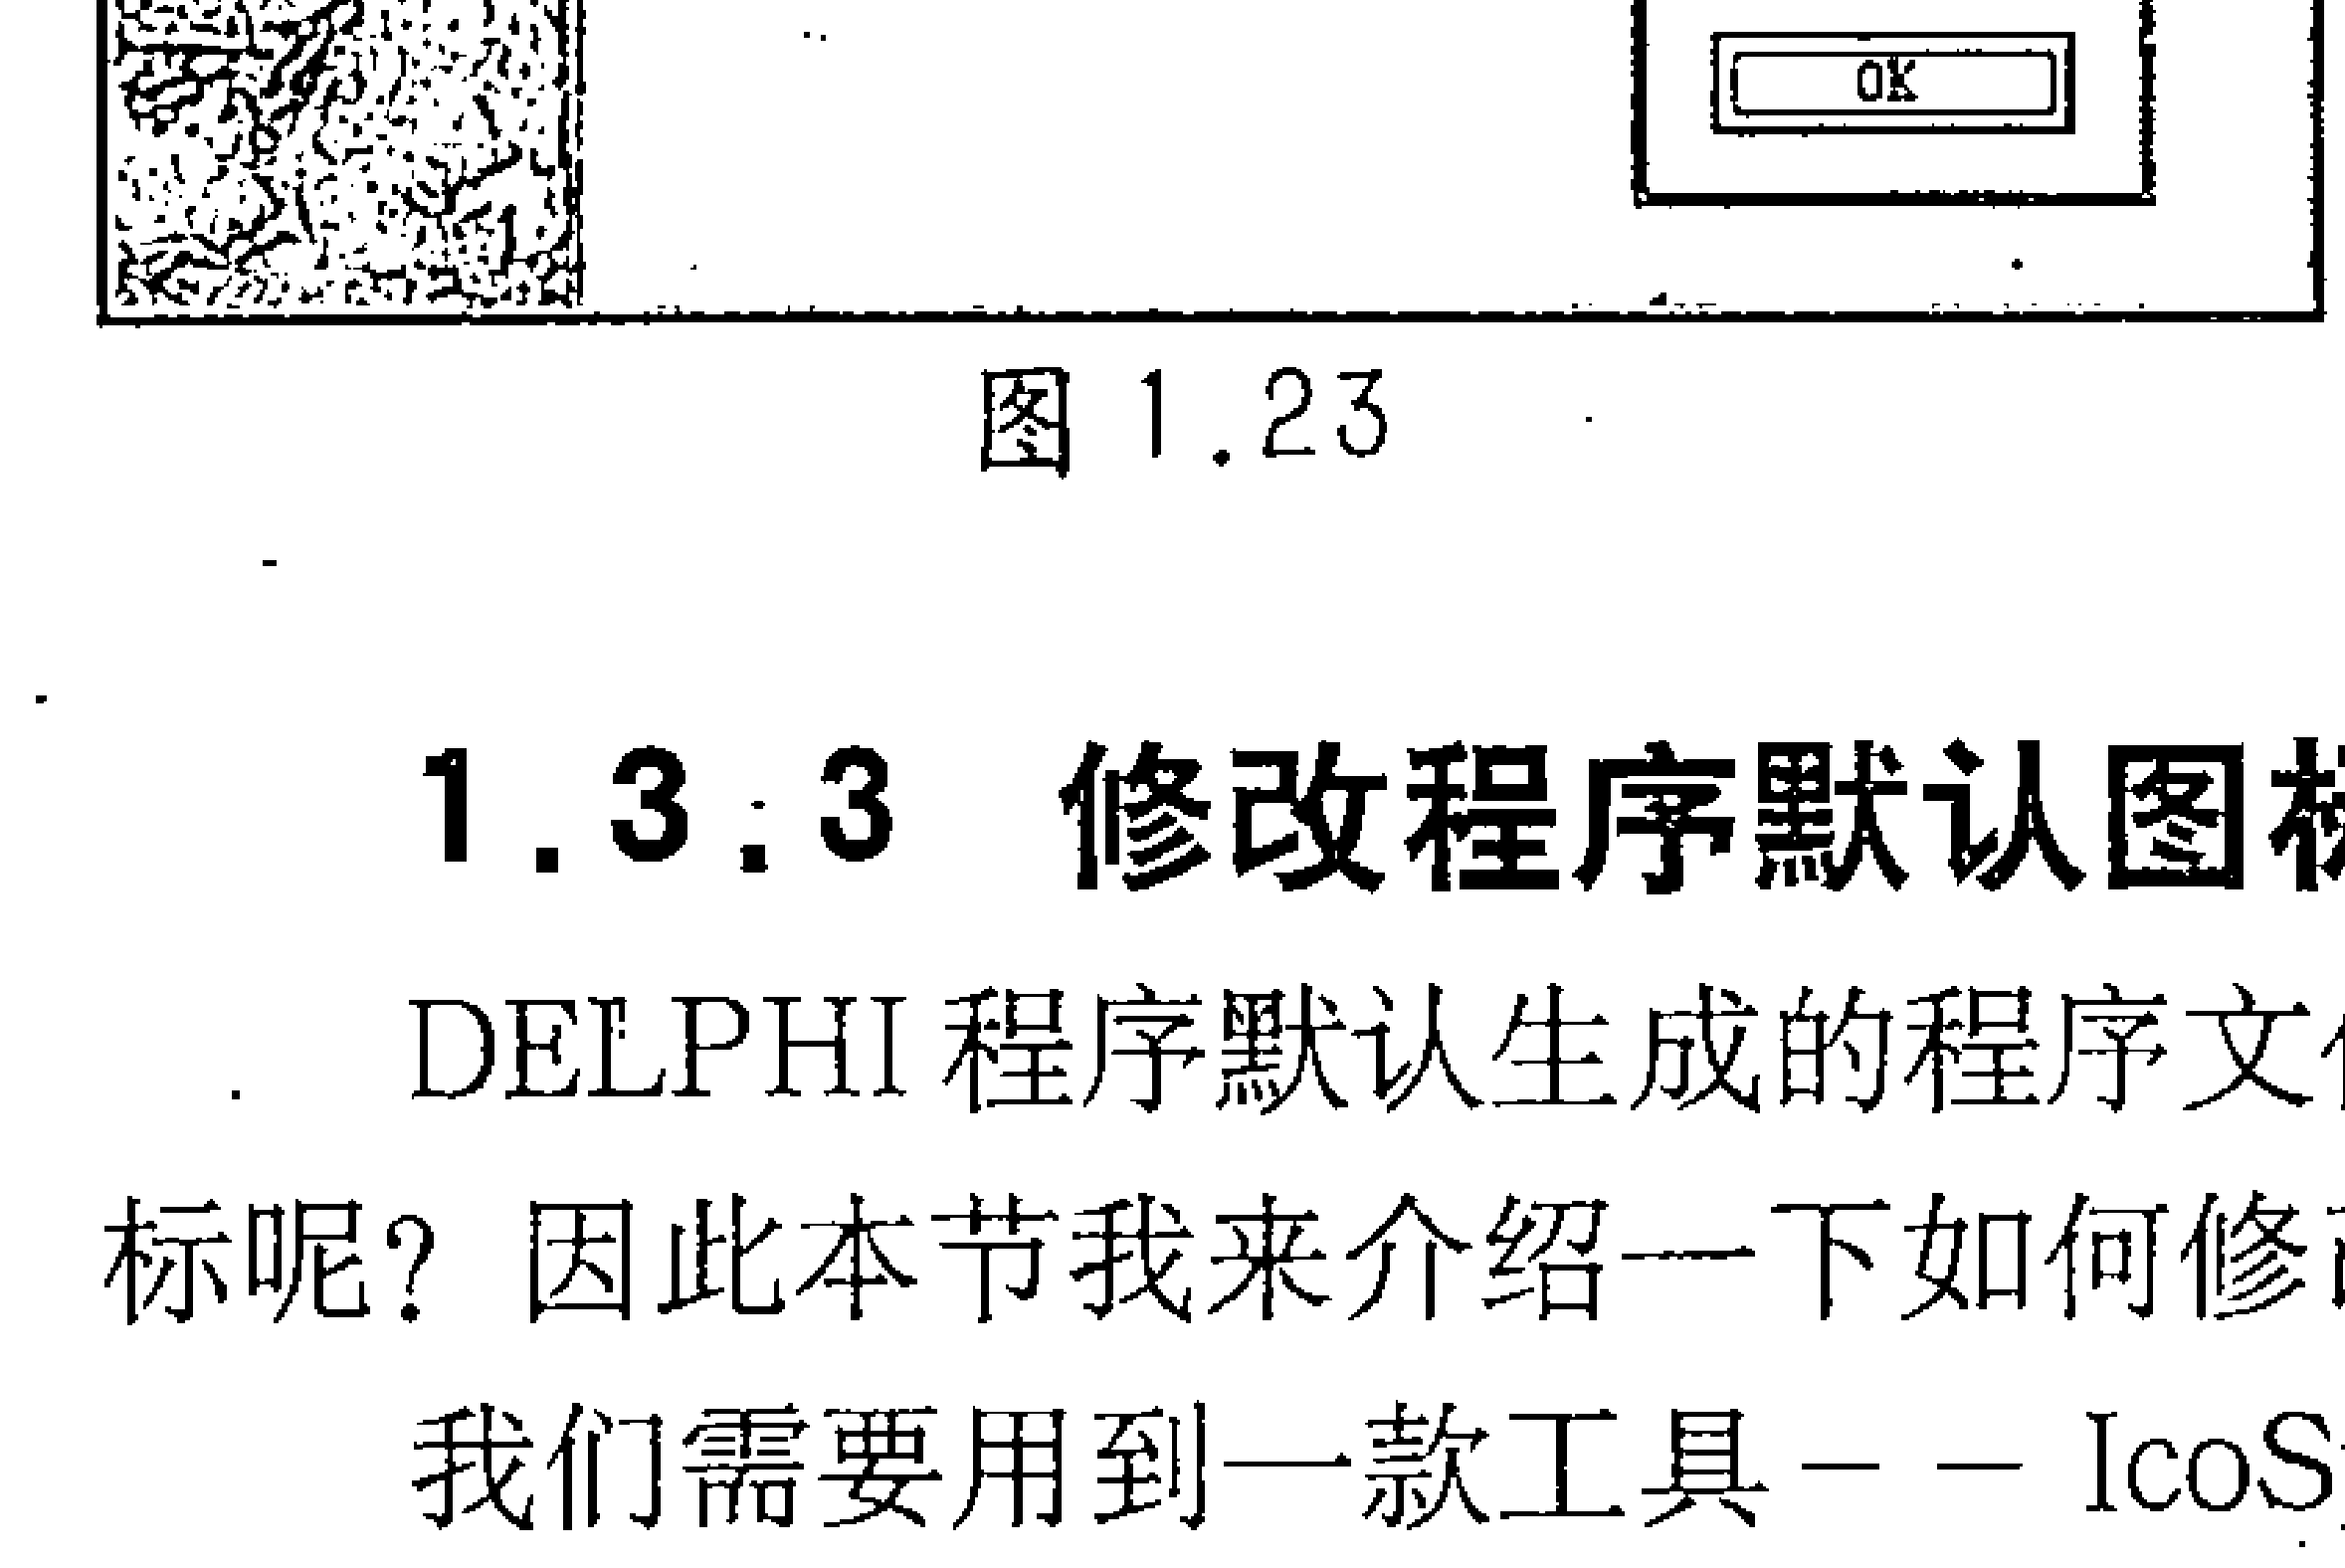 OK
图 1.23
1.3.3 修改程序默认图标
DELPHI 程序默认生成的程序文
标呢？因此本节我来介绍一下如何修
我们需要用到一款工具－－IcoS